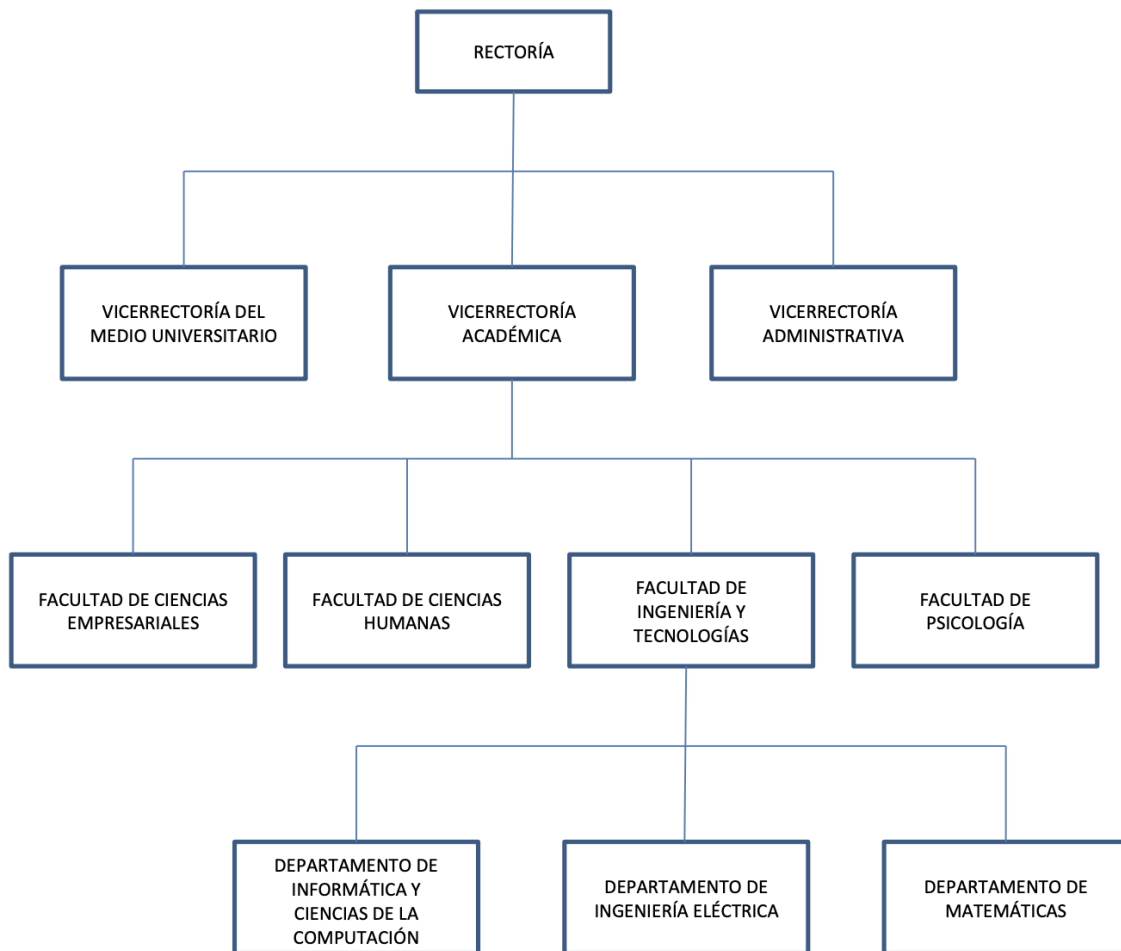 RECTORÍA
VICERRECTORÍA DEL
MEDIO UNIVERSITARIO
VICERRECTORÍA
ACADÉMICA
VICERRECTORÍA
ADMINISTRATIVA
FACULTAD DE CIENCIAS
EMPRESARIALES
FACULTAD DE CIENCIAS
HUMANAS
FACULTAD DE
INGENIERÍA Y
TECNOLOGÍAS
FACULTAD DE
PSICOLOGÍA
DEPARTAMENTO DE
INFORMÁTICA Y
CIENCIAS DE LA
COMPUTACIÓN
DEPARTAMENTO DE
INGENIERÍA ELÉCTRICA
DEPARTAMENTO DE
MATEMÁTICAS